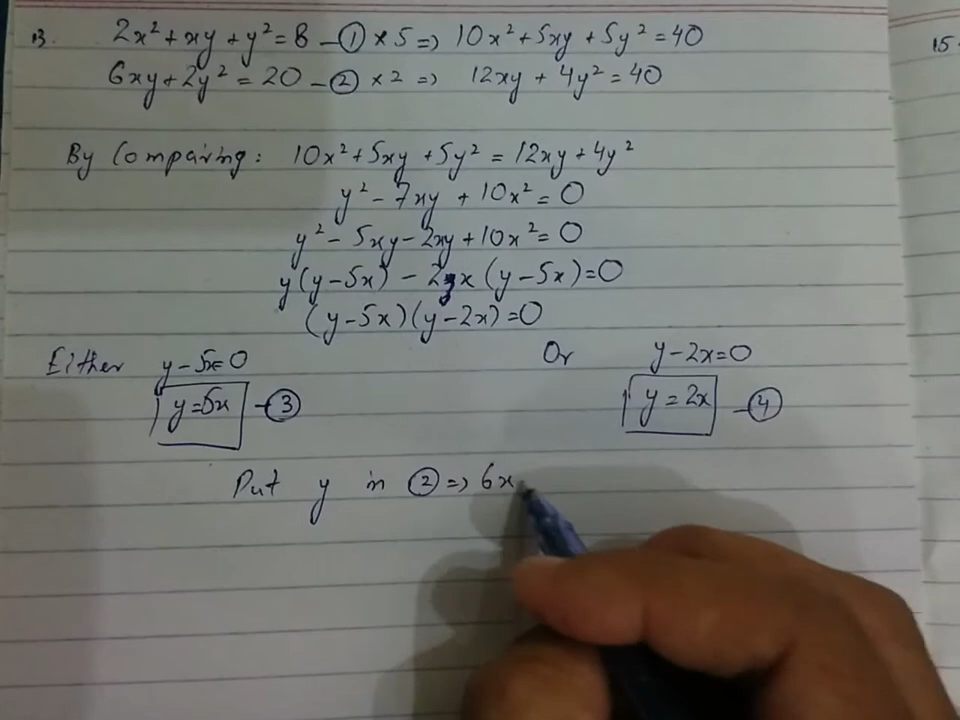 13. 2x² + xy + y² = 8 —① × 5 ⇒ 10x² + 5xy + 5y² = 40
6xy + 2y² = 20 —② × 2 ⇒ 12xy + 4y² = 40
15.
By Comparing: 10x² + 5xy + 5y² = 12xy + 4y²
y² - 7xy + 10x² = 0
y² - 5xy - 2xy + 10x² = 0
y(y - 5x) - 2x(y - 5x) = 0
(y - 5x)(y - 2x) = 0
Either y - 5x = 0 Or y - 2x = 0
y = 5x —③ y = 2x —④
Put y in ② ⇒ 6x